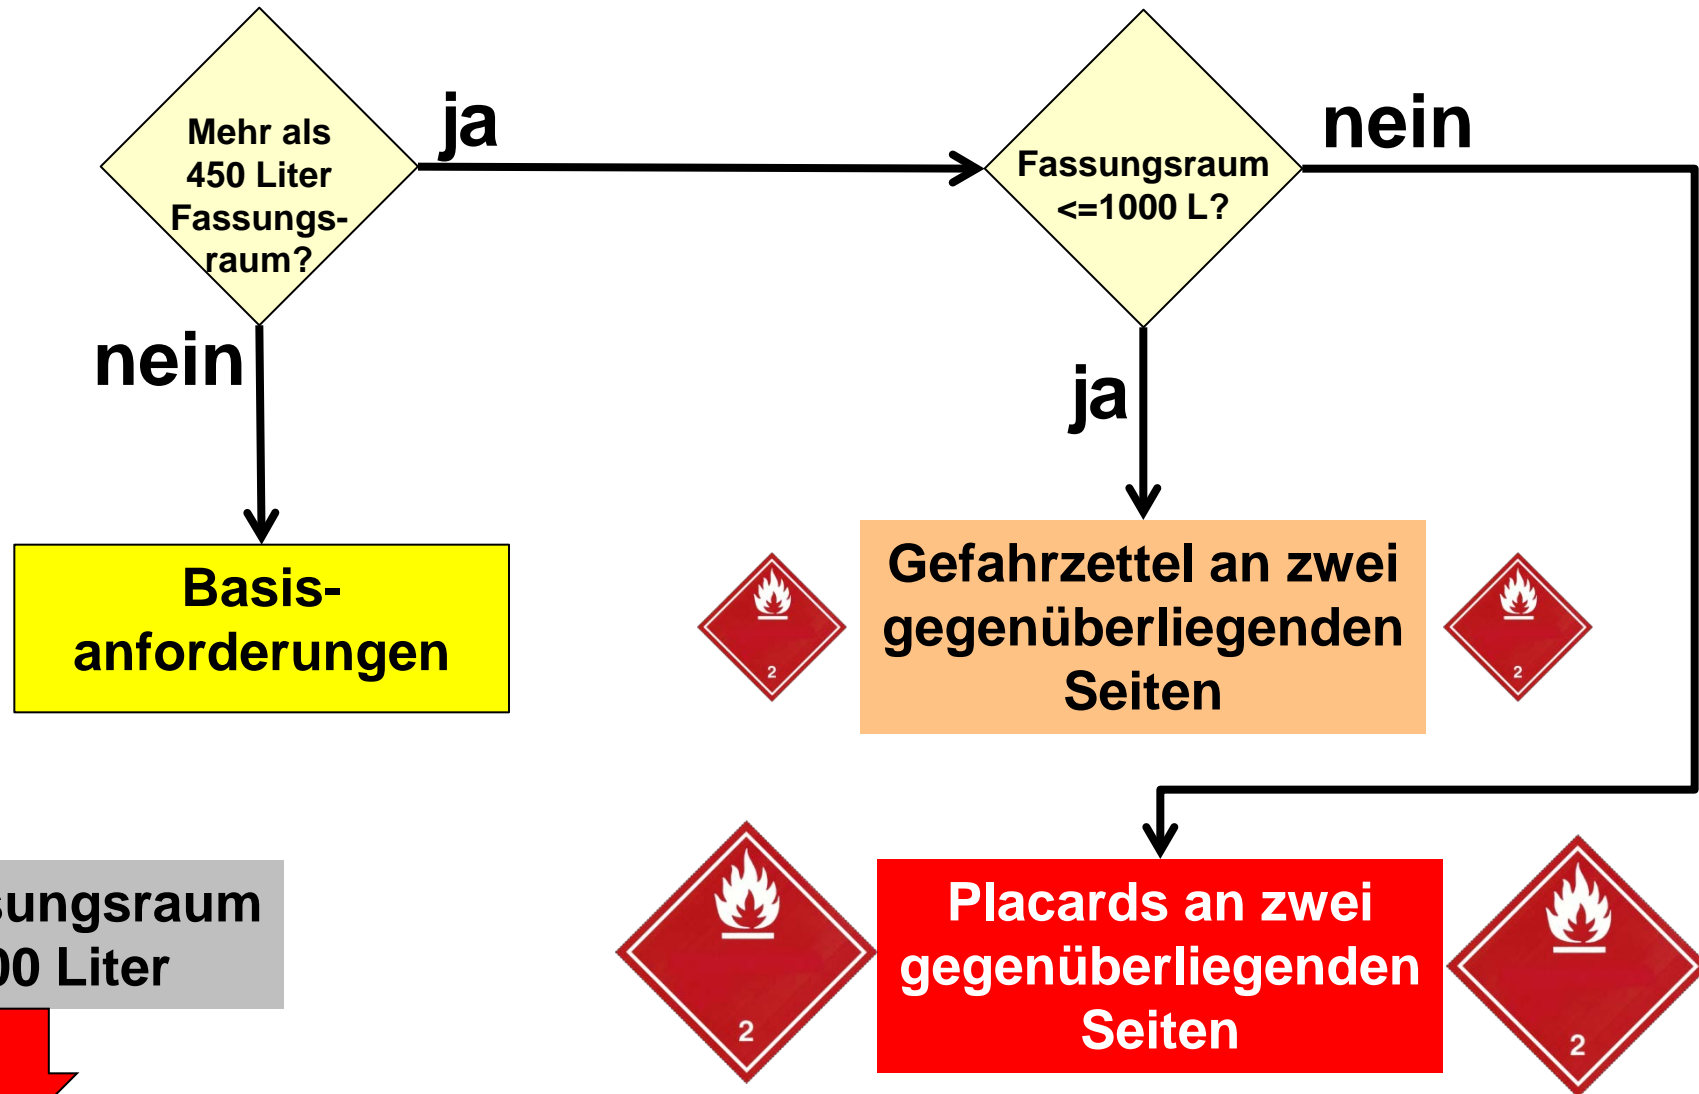 Mehr als
450 Liter
Fassungs-
raum?
ja
Fassungsraum
<=1000 L?
nein
nein
ja
Basis-
anforderungen
2
Gefahrzettel an zwei
gegenüberliegenden
Seiten
2
sungsraum
00 Liter
2
Placards an zwei
gegenüberliegenden
Seiten
2